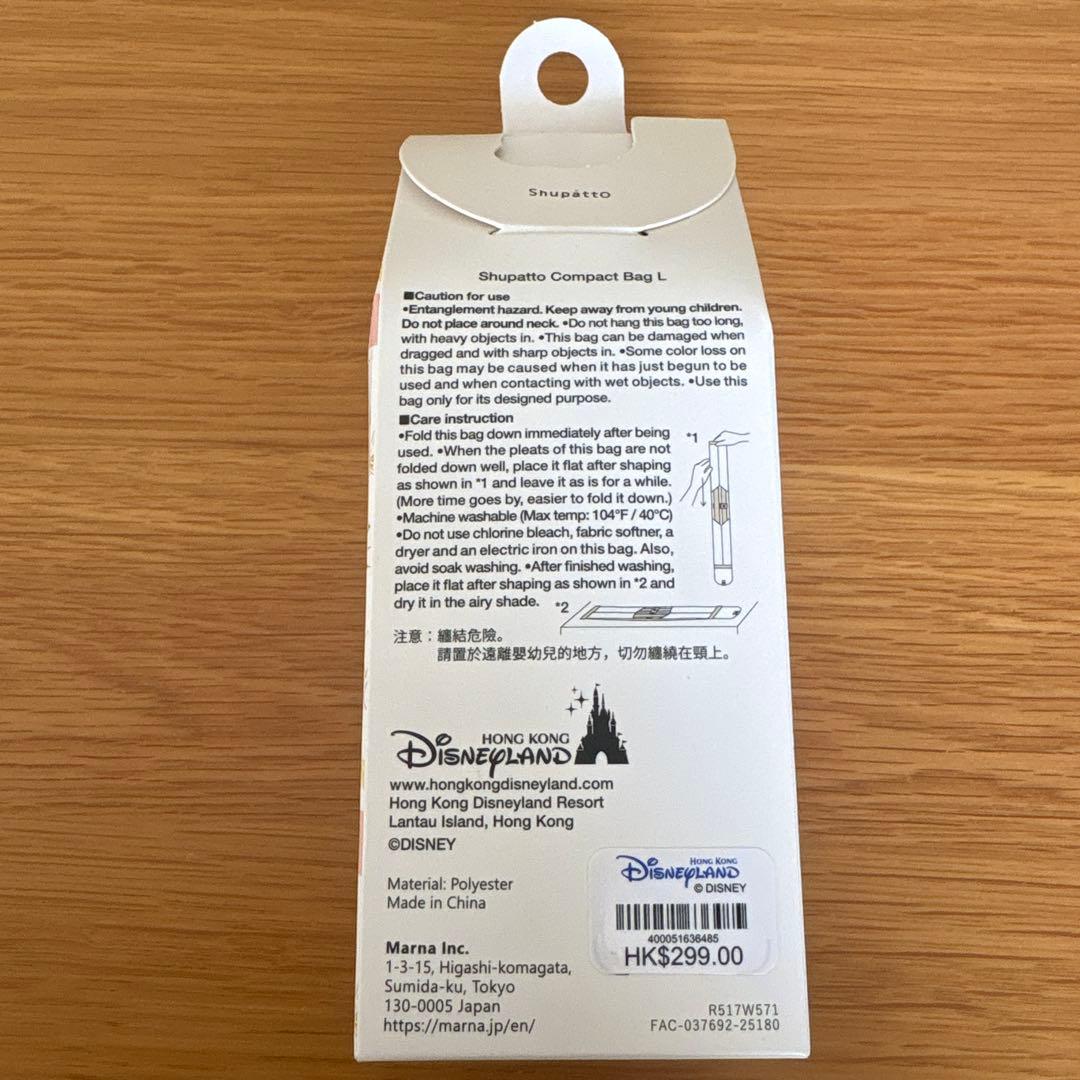 Shupatto
Shupatto Compact Bag L
■Caution for use
•Entanglement hazard. Keep away from young children.
Do not place around neck. •Do not hang this bag too long,
with heavy objects in. •This bag can be damaged when
dragged and with sharp objects in. •Some color loss on
this bag may be caused when it has just begun to be
used and when contacting with wet objects. •Use this
bag only for its designed purpose.
■Care instruction
•Fold this bag down immediately after being
used. •When the pleats of this bag are not
folded down well, place it flat after shaping
as shown in *1 and leave it as is for a while.
(More time goes by, easier to fold it down.)
•Machine washable (Max temp: 104°F / 40°C)
•Do not use chlorine bleach, fabric softner, a
dryer and an electric iron on this bag. Also,
avoid soak washing. •After finished washing,
place it flat after shaping as shown in *2 and
dry it in the airy shade.
*1
*2
注意：纏結危險。
請置於遠離嬰幼兒的地方，切勿纏繞在頸上。
HONG KONG
DISNEYLAND
www.hongkongdisneyland.com
Hong Kong Disneyland Resort
Lantau Island, Hong Kong
©DISNEY
Material: Polyester
Made in China
Marna Inc.
1-3-15, Higashi-komagata,
Sumida-ku, Tokyo
130-0005 Japan
https://marna.jp/en/
HONG KONG
DISNEYLAND
© DISNEY
400051636485
HK$299.00
R517W571
FAC-037692-25180